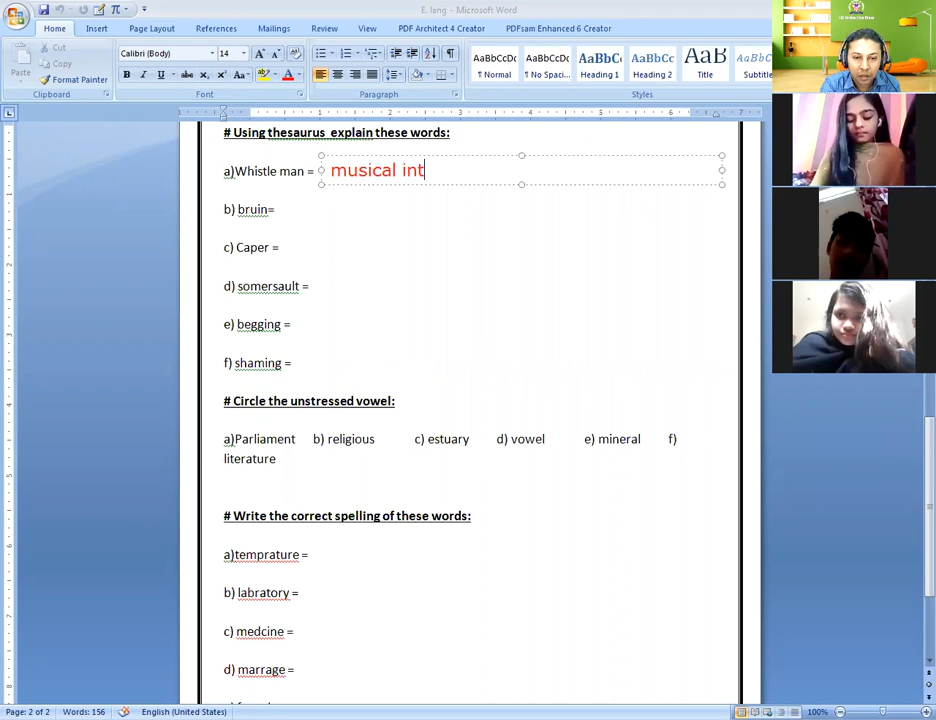 E. lang - Microsoft Word
Home Insert Page Layout References Mailings Review View PDF Architect 4 Creator PDFsam Enhanced 6 Creator
Cut
Copy
Paste
Format Painter
Calibri (Body) 14
AaBbCcDc AaBbCcDc AaBbC AaBbCc AaB AaBbCc
¶ Normal ¶ No Spaci... Heading 1 Heading 2 Title Subtitle
Clipboard Font Paragraph Styles
# Using thesaurus explain these words:
a)Whistle man = musical int
b) bruin=
c) Caper =
d) somersault =
e) begging =
f) shaming =
# Circle the unstressed vowel:
a)Parliament b) religious c) estuary d) vowel e) mineral f)
literature
# Write the correct spelling of these words:
a)temprature =
b) labratory =
c) medcine =
d) marrage =
Page: 2 of 2 Words: 156 English (United States) 100%